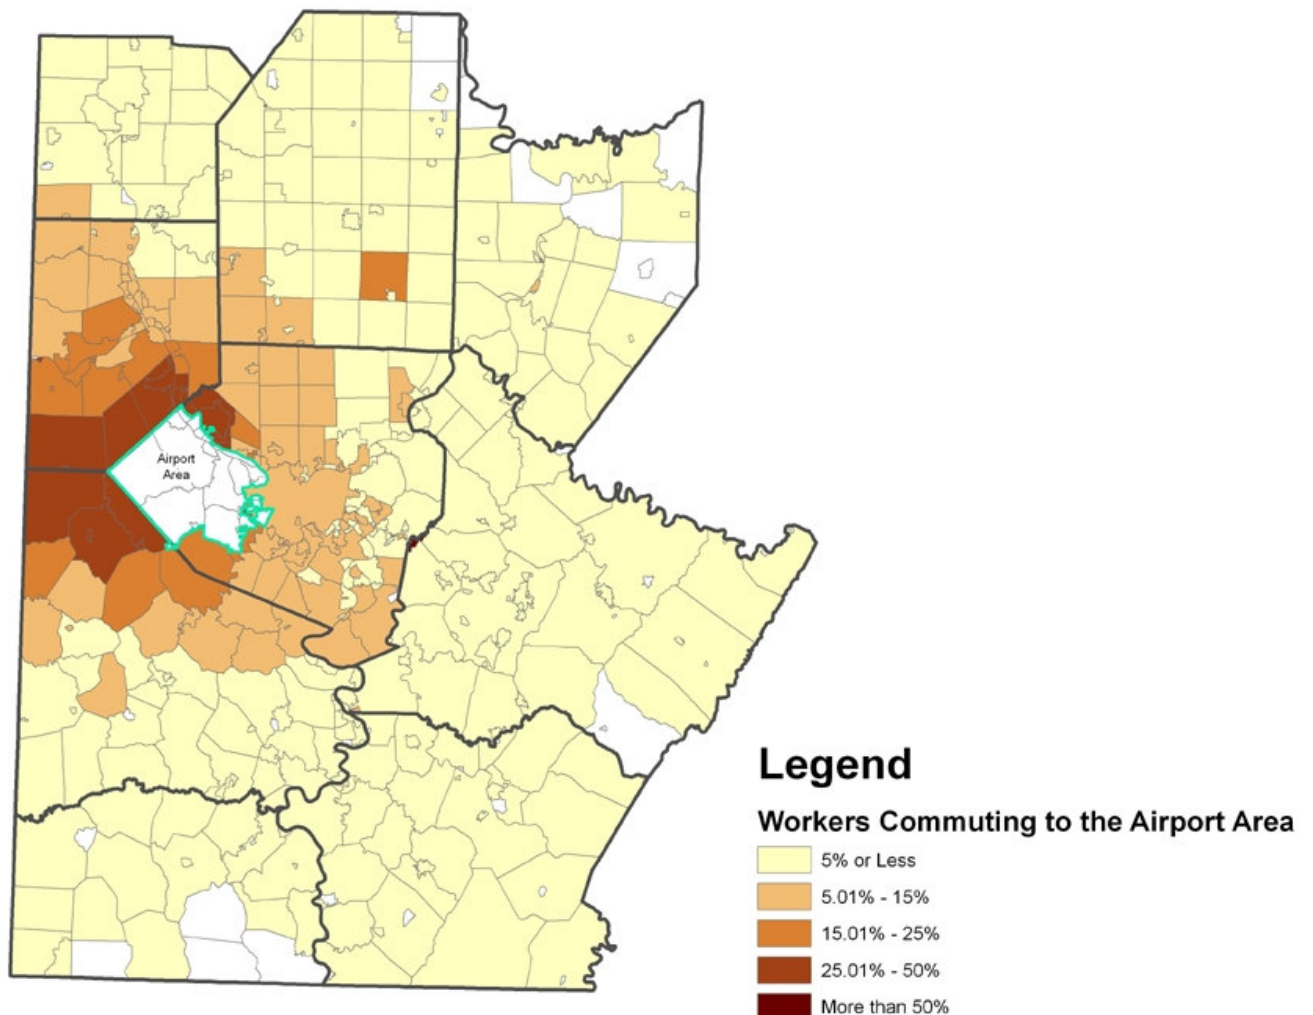 Airport
Area
Legend
Workers Commuting to the Airport Area
5% or Less
5.01% - 15%
15.01% - 25%
25.01% - 50%
More than 50%